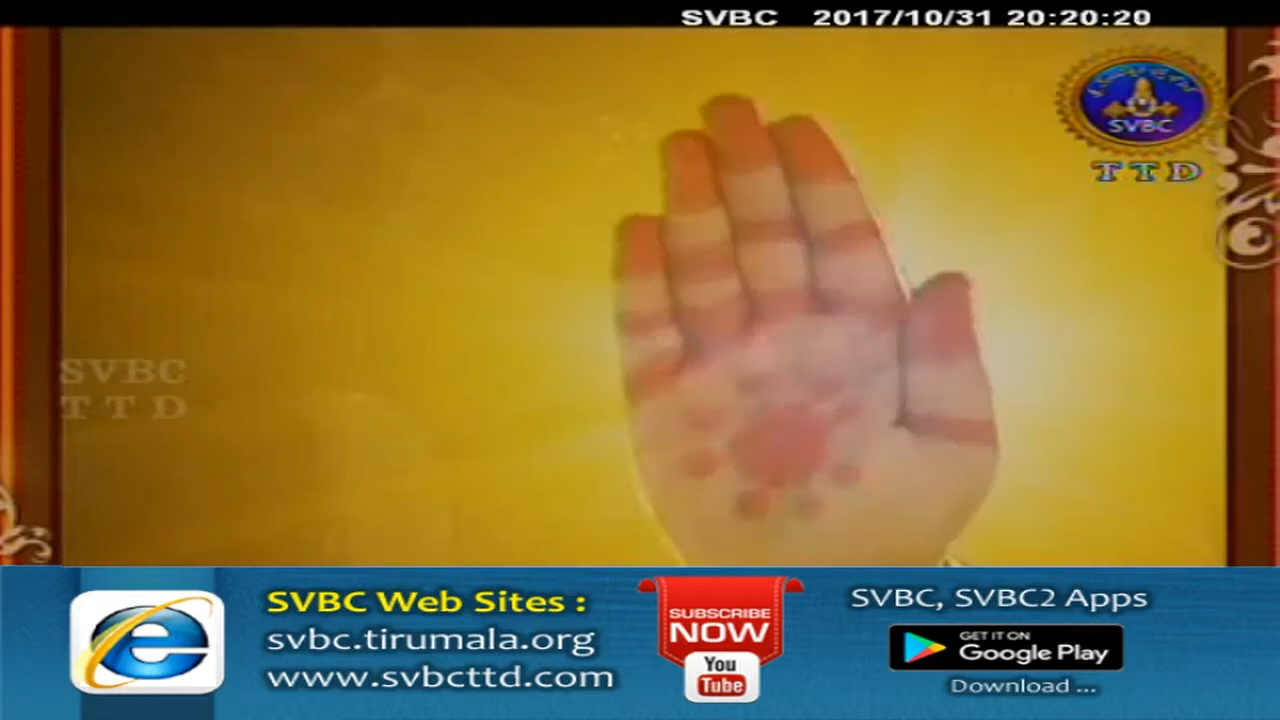 SVBC 2017/10/31 20:20:20
SVBC
TTD
SVBC
TTD
SVBC Web Sites :
svbc.tirumala.org
www.svbcttd.com
SUBSCRIBE
NOW
You
Tube
SVBC, SVBC2 Apps
GET IT ON
Google Play
Download ...